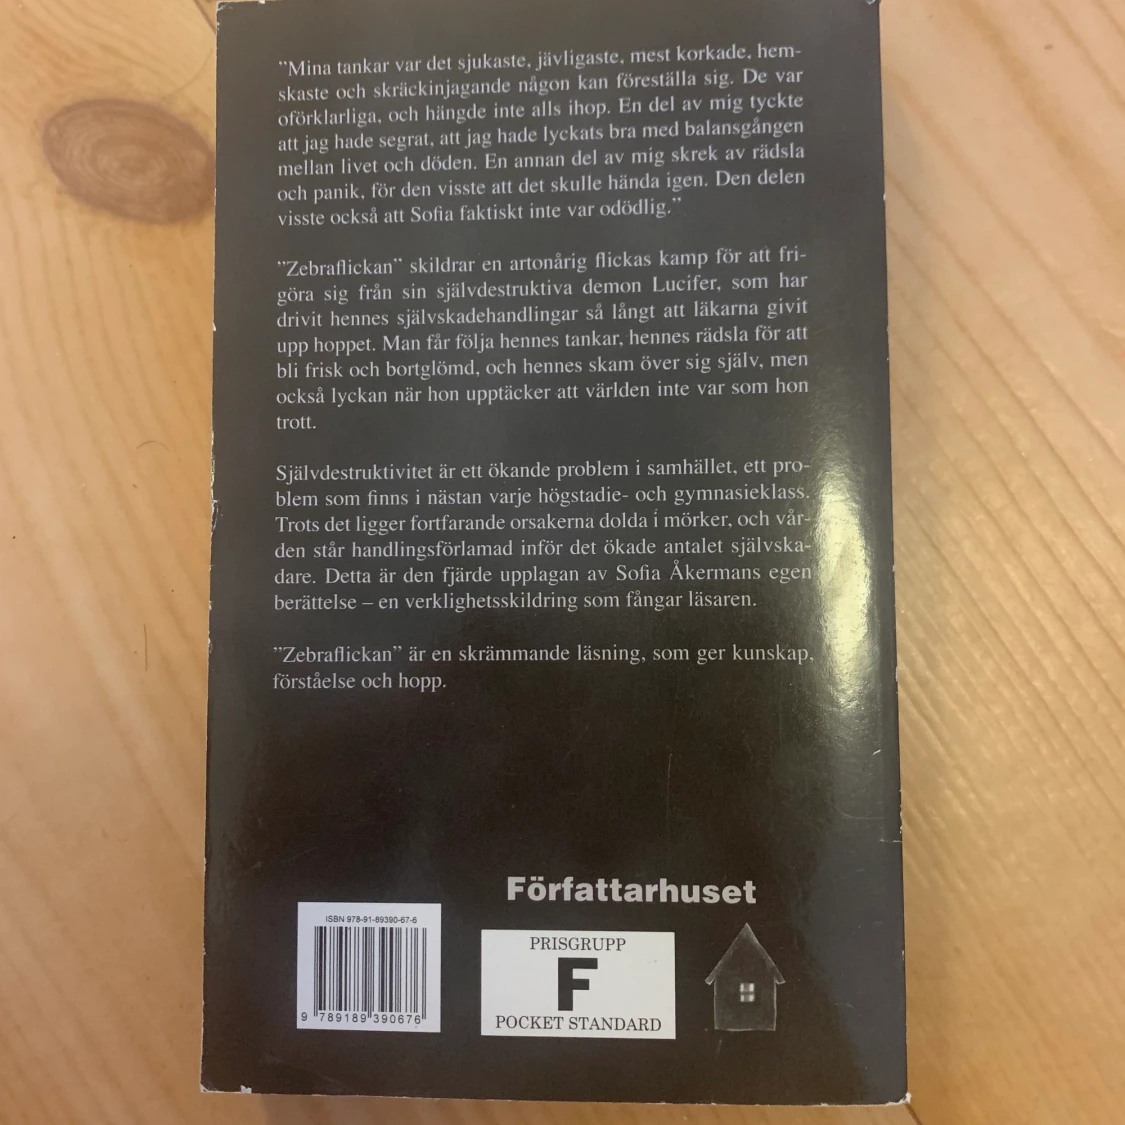 ”Mina tankar var det sjukaste, jävligaste, mest korkade, hem-
skaste och skräckinjagande någon kan föreställa sig. De var
oförklarliga, och hängde inte alls ihop. En del av mig tyckte
att jag hade segrat, att jag hade lyckats bra med balansgången
mellan livet och döden. En annan del av mig skrek av rädsla
och panik, för den visste att det skulle hända igen. Den delen
visste också att Sofia faktiskt inte var odödlig.”
”Zebraflickan” skildrar en artonårig flickas kamp för att fri-
göra sig från sin självdestruktiva demon Lucifer, som har
drivit hennes självskadehandlingar så långt att läkarna givit
upp hoppet. Man får följa hennes tankar, hennes rädsla för att
bli frisk och bortglömd, och hennes skam över sig själv, men
också lyckan när hon upptäcker att världen inte var som hon
trott.
Självdestruktivitet är ett ökande problem i samhället, ett pro-
blem som finns i nästan varje högstadie- och gymnasieklass.
Trots det ligger fortfarande orsakerna dolda i mörker, och vår-
den står handlingsförlamad inför det ökade antalet självska-
dare. Detta är den fjärde upplagan av Sofia Åkermans egen
berättelse – en verklighetsskildring som fångar läsaren.
”Zebraflickan” är en skrämmande läsning, som ger kunskap,
förståelse och hopp.
Författarhuset
ISBN 978-91-89390-67-6
9 789189 390676
PRISGRUPP
F
POCKET STANDARD